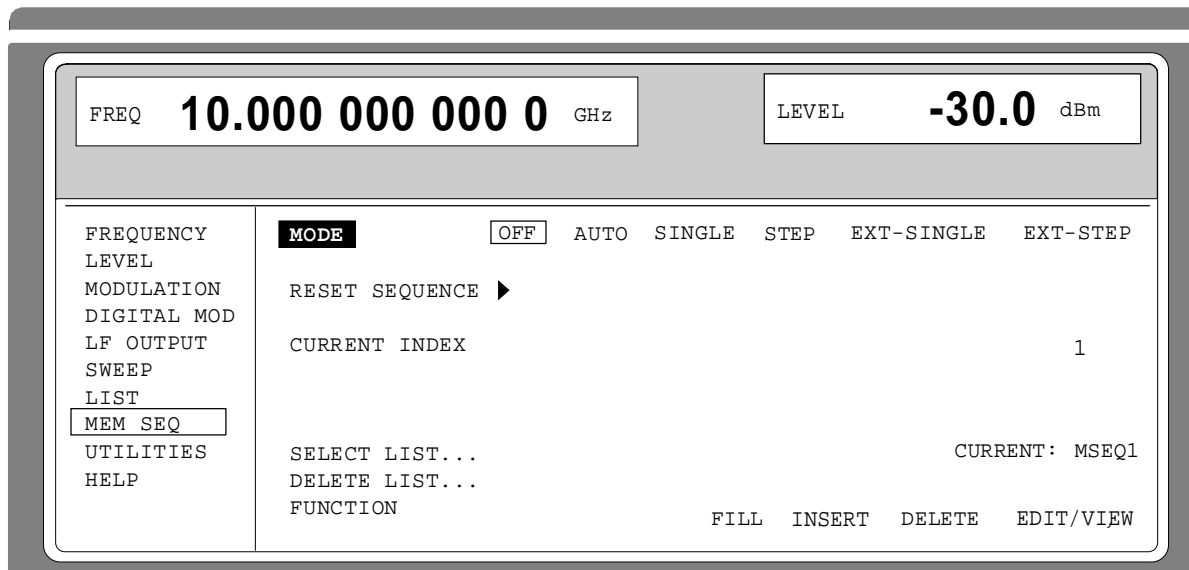 FREQ 10.000 000 000 0 GHz LEVEL -30.0 dBm
FREQUENCY
LEVEL
MODULATION
DIGITAL MOD
LF OUTPUT
SWEEP
LIST
MEM SEQ
UTILITIES
HELP
MODE OFF AUTO SINGLE STEP EXT-SINGLE EXT-STEP
RESET SEQUENCE
CURRENT INDEX 1
SELECT LIST... CURRENT: MSEQ1
DELETE LIST...
FUNCTION FILL INSERT DELETE EDIT/VIEW